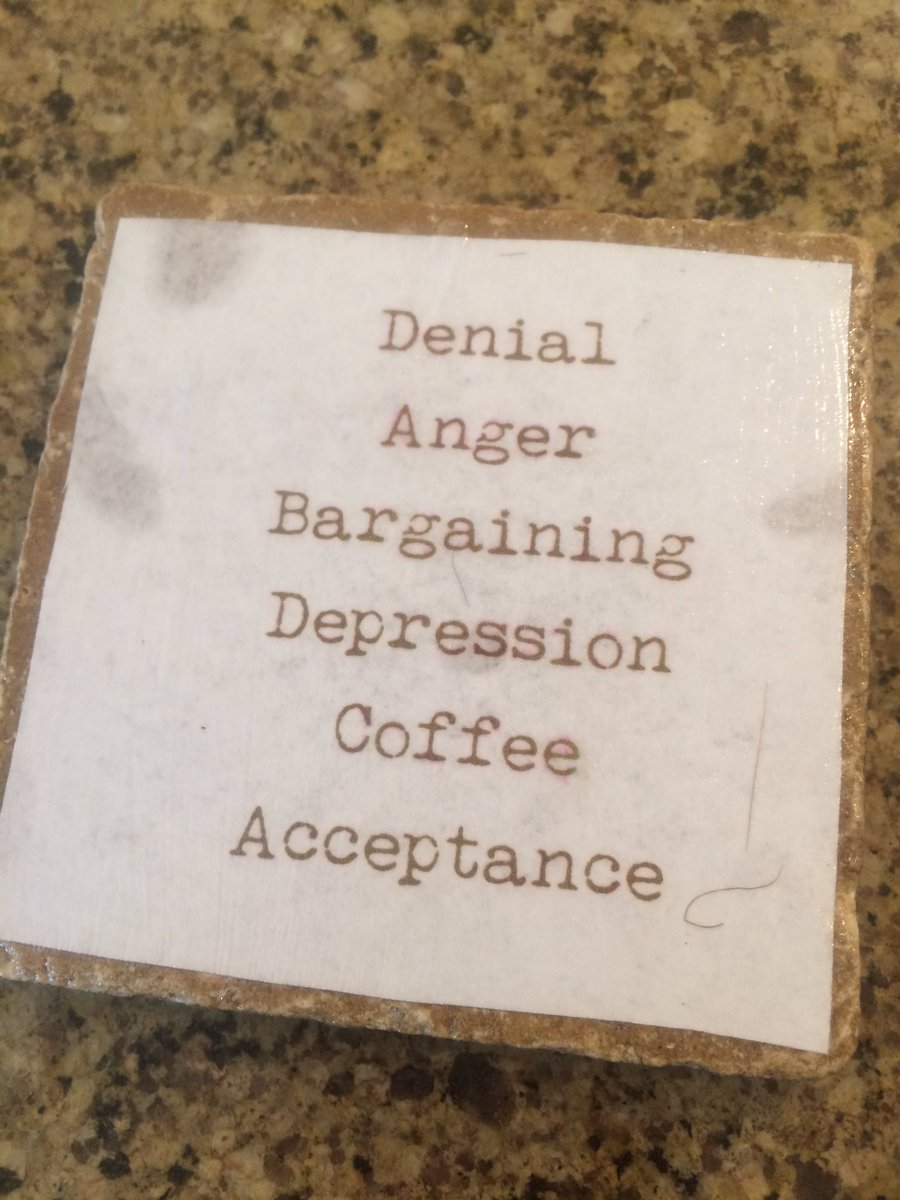 Denial
Anger
Bargaining
Depression
Coffee
Acceptance